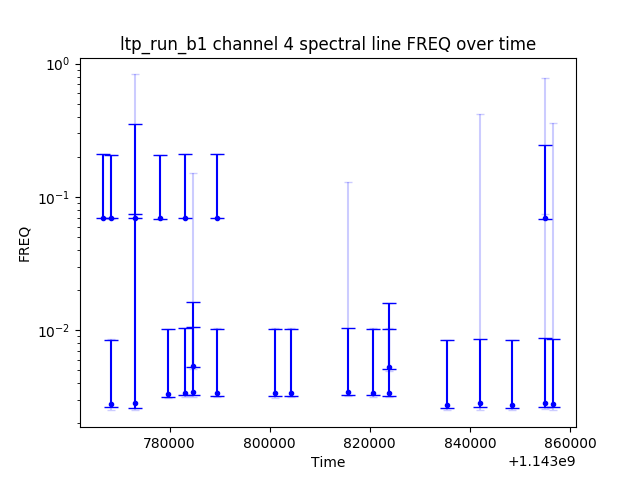 ltp_run_b1 channel 4 spectral line FREQ over time
10⁰
10⁻¹
10⁻²
FREQ
780000 800000 820000 840000 860000
Time
+1.143e9